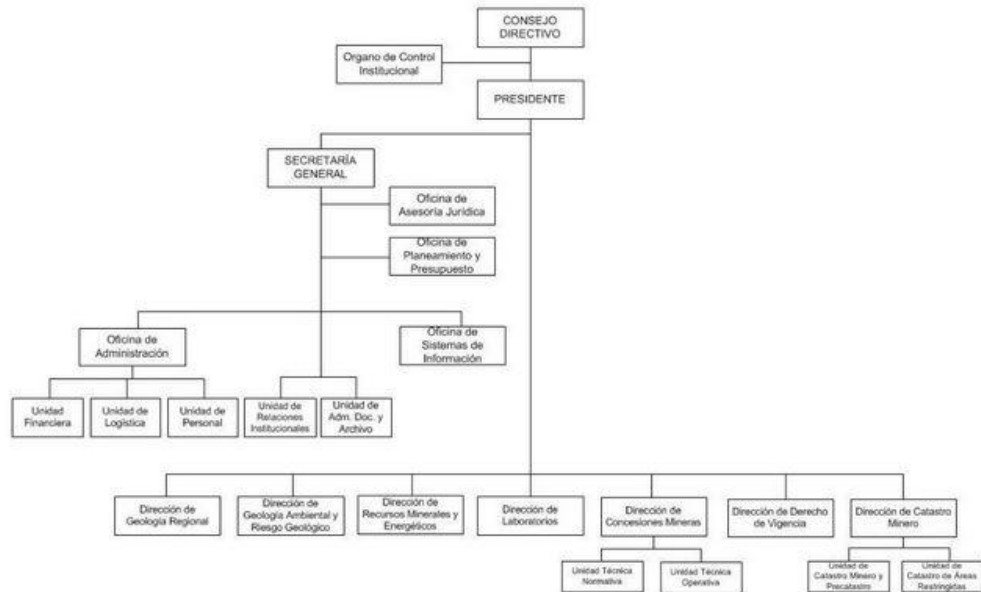 CONSEJO
DIRECTIVO
Organo de Control
Institucional
PRESIDENTE
SECRETARÍA
GENERAL
Oficina de
Asesoría Jurídica
Oficina de
Planeamiento y
Presupuesto
Oficina de
Administración
Oficina de
Sistemas de
Información
Unidad
Financiera
Unidad de
Logística
Unidad de
Personal
Unidad de
Relaciones
Institucionales
Unidad de
Adm. Doc. y
Archivo
Dirección de
Geología Regional
Dirección de
Geología Ambiental y
Riesgo Geológico
Dirección de
Recursos Minerales y
Energéticos
Dirección de
Laboratorios
Dirección de
Concesiones Mineras
Dirección de Derecho
de Vigencia
Dirección de Catastro
Minero
Unidad Técnica
Normativa
Unidad Técnica
Operativa
Unidad de
Catastro Minero y
Precatastro
Unidad de
Catastro de Áreas
Restringidas